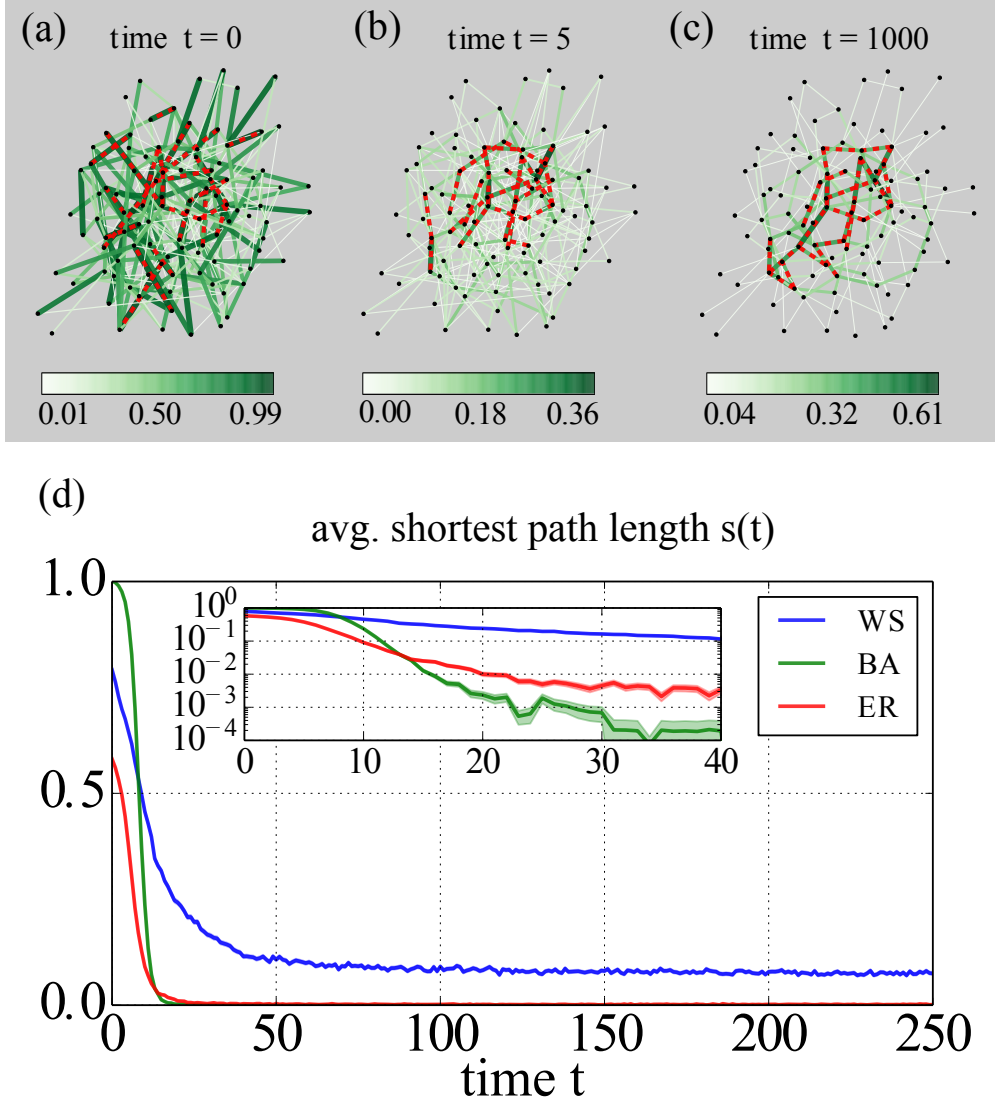 (a) time t = 0
(b) time t = 5
(c) time t = 1000
0.01 0.50 0.99
0.00 0.18 0.36
0.04 0.32 0.61
(d)
avg. shortest path length s(t)
1.0
0.5
0.0
10⁰
10⁻¹
10⁻²
10⁻³
10⁻⁴
0 10 20 30 40
WS
BA
ER
0 50 100 150 200 250
time t